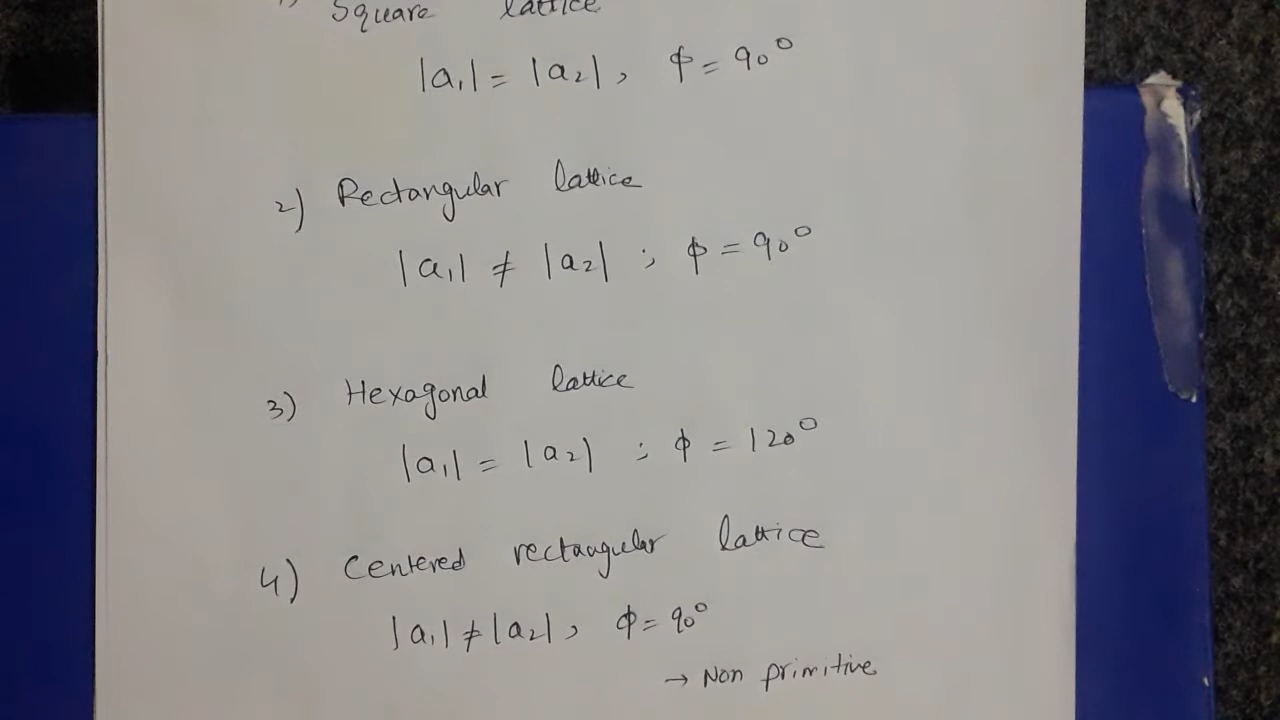 1) Square lattice
|a₁| = |a₂|, ϕ = 90°
2) Rectangular lattice
|a₁| ≠ |a₂| ; ϕ = 90°
3) Hexagonal lattice
|a₁| = |a₂| ; ϕ = 120°
4) Centered rectangular lattice
|a₁| ≠ |a₂|, ϕ = 90°
→ Non primitive